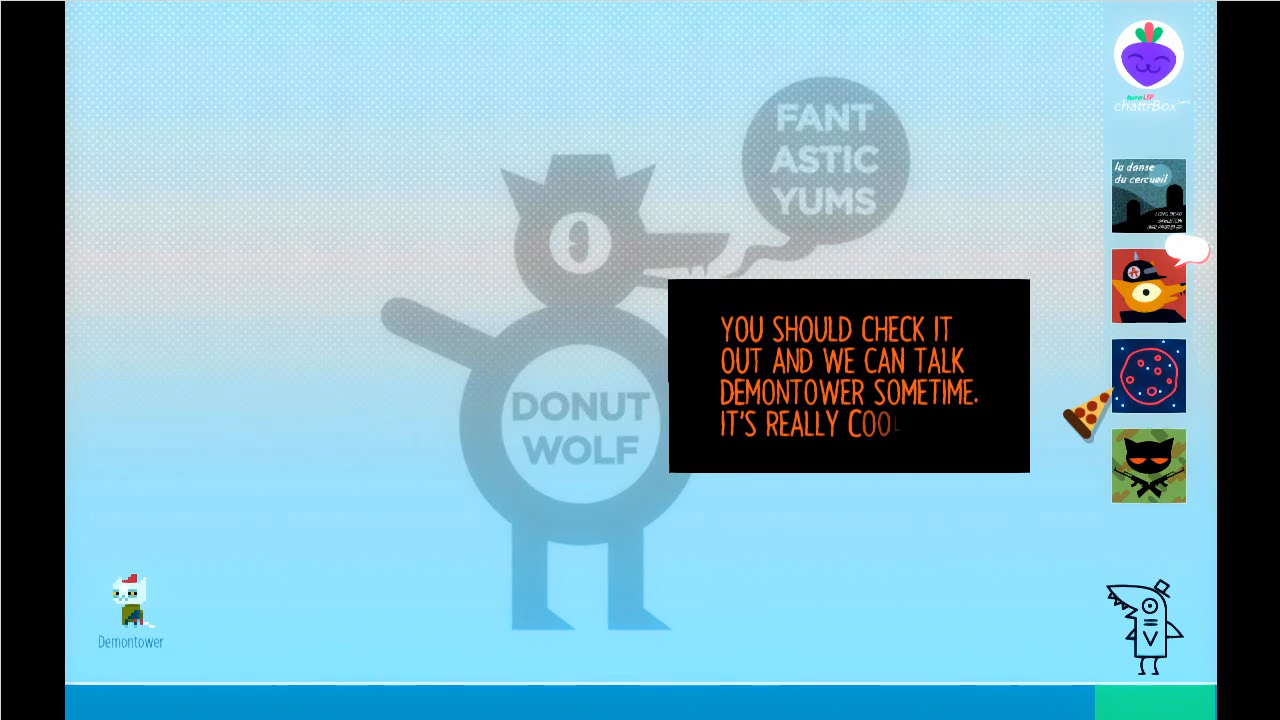 FANT
ASTIC
YUMS
DONUT
WOLF
YOU SHOULD CHECK IT
OUT AND WE CAN TALK
DEMONTOWER SOMETIME.
IT'S REALLY COOL
chattrBox
la danse
du cercueil
Demontower